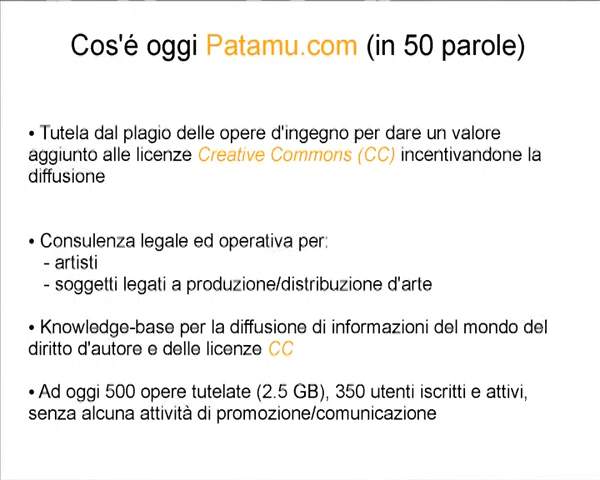 Cos'é oggi Patamu.com (in 50 parole)
• Tutela dal plagio delle opere d'ingegno per dare un valore
aggiunto alle licenze Creative Commons (CC) incentivandone la
diffusione
• Consulenza legale ed operativa per:
- artisti
- soggetti legati a produzione/distribuzione d'arte
• Knowledge-base per la diffusione di informazioni del mondo del
diritto d'autore e delle licenze CC
• Ad oggi 500 opere tutelate (2.5 GB), 350 utenti iscritti e attivi,
senza alcuna attività di promozione/comunicazione